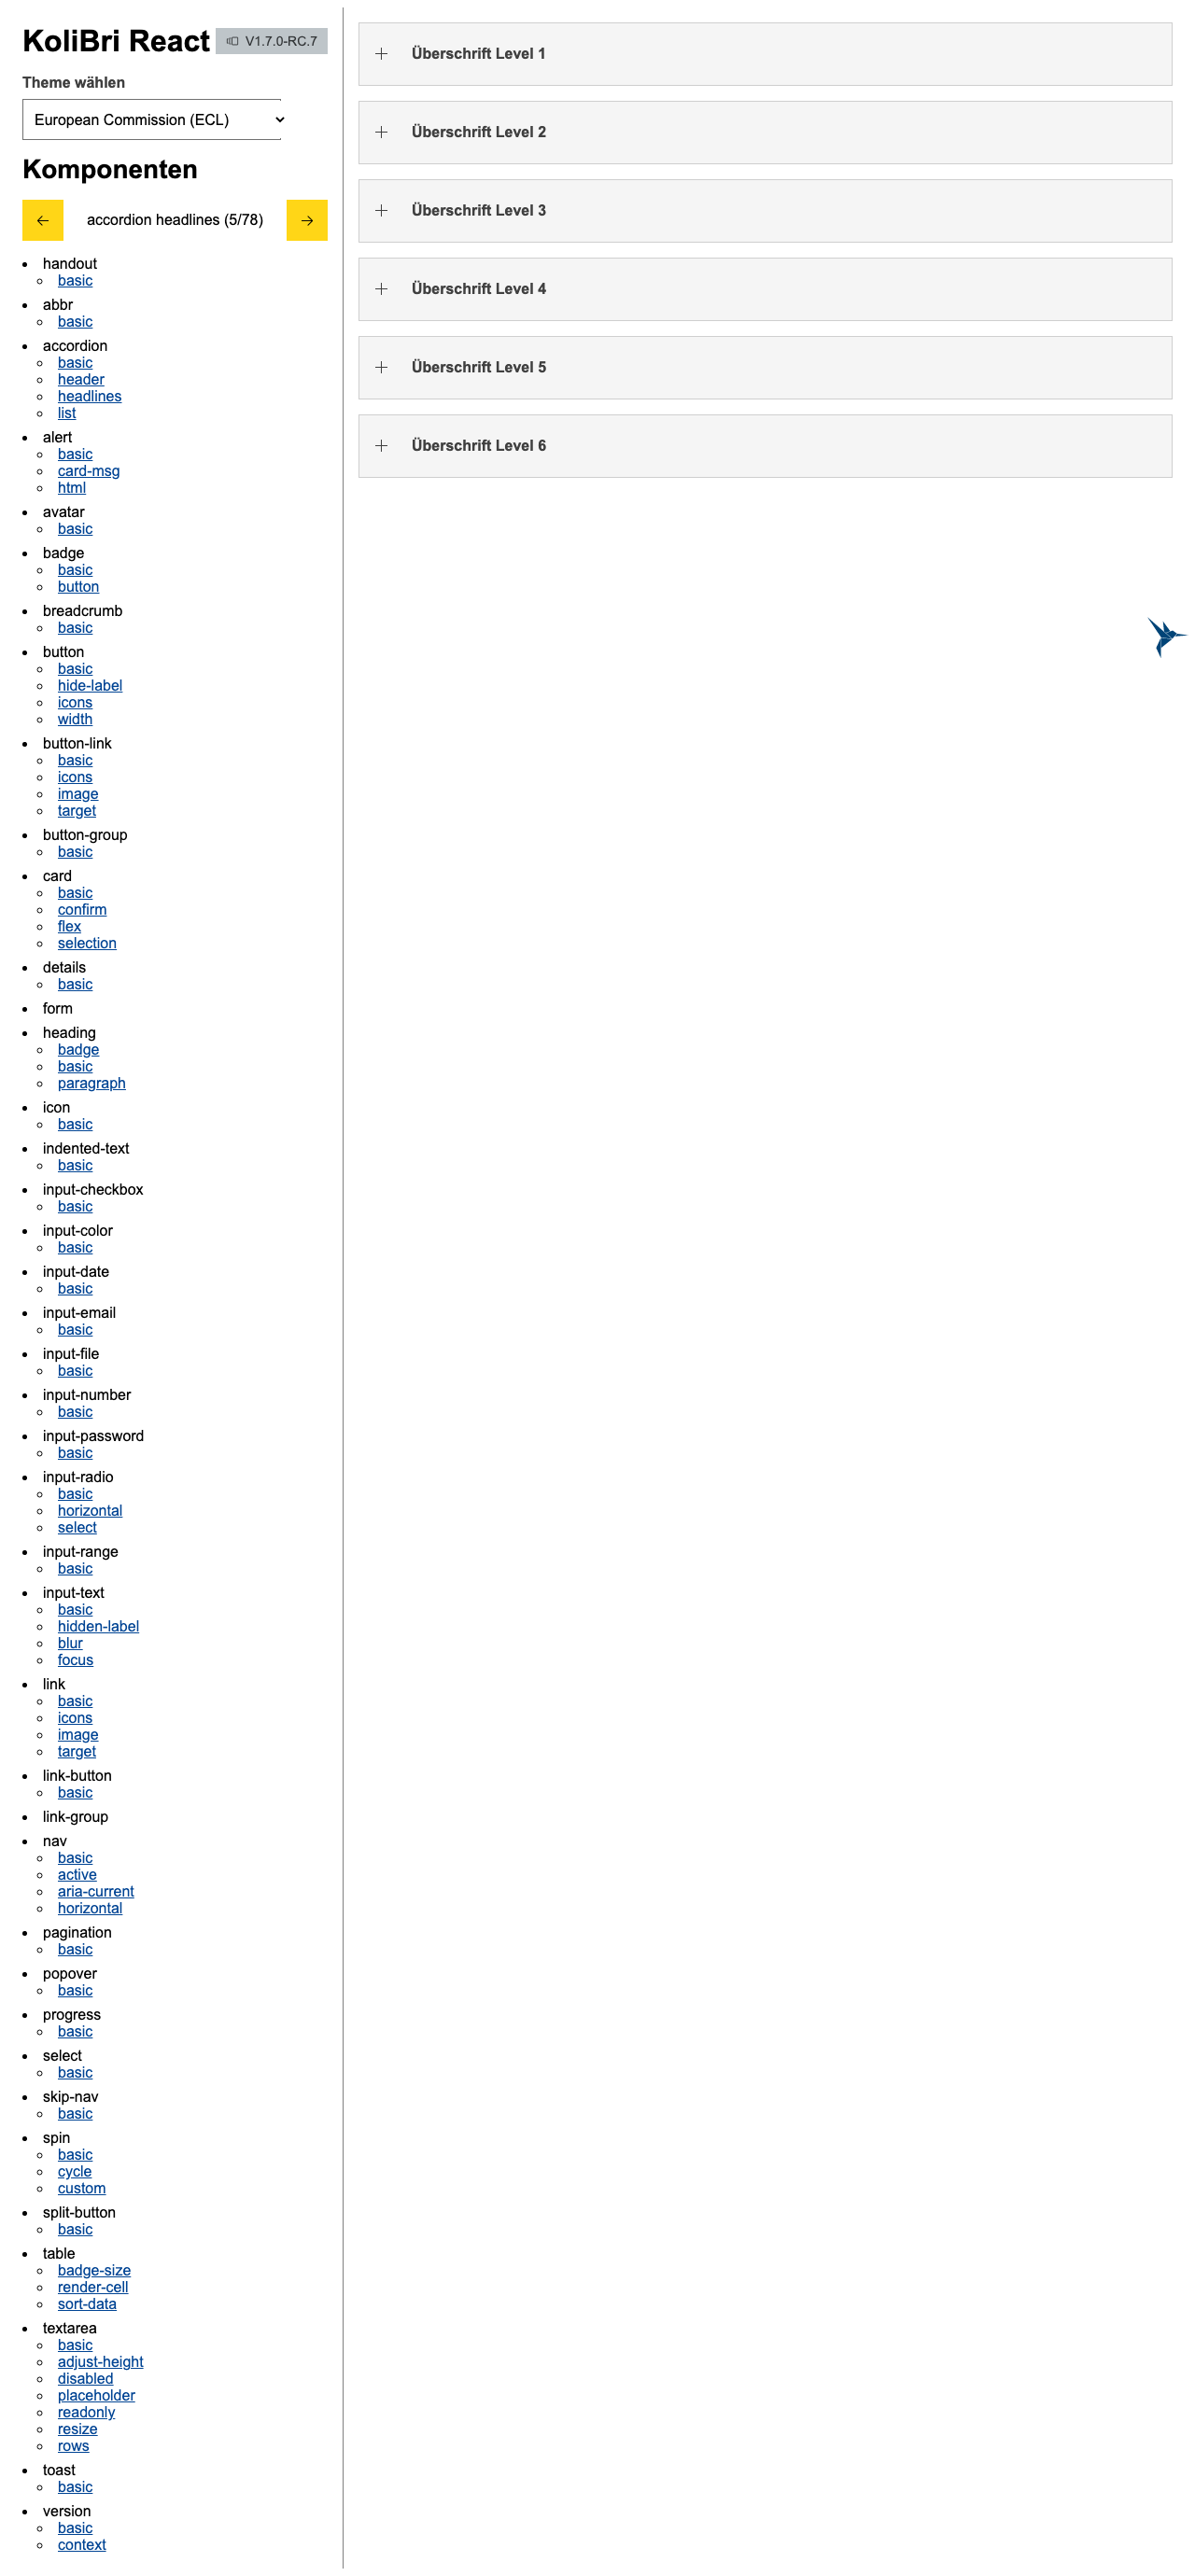 KoliBri React V1.7.0-RC.7
Theme wählen
European Commission (ECL)
Komponenten
accordion headlines (5/78)
handout
basic
abbr
basic
accordion
basic
header
headlines
list
alert
basic
card-msg
html
avatar
basic
badge
basic
button
breadcrumb
basic
button
basic
hide-label
icons
width
button-link
basic
icons
image
target
button-group
basic
card
basic
confirm
flex
selection
details
basic
form
heading
badge
basic
paragraph
icon
basic
indented-text
basic
input-checkbox
basic
input-color
basic
input-date
basic
input-email
basic
input-file
basic
input-number
basic
input-password
basic
input-radio
basic
horizontal
select
input-range
basic
input-text
basic
hidden-label
blur
focus
link
basic
icons
image
target
link-button
basic
link-group
nav
basic
active
aria-current
horizontal
pagination
basic
popover
basic
progress
basic
select
basic
skip-nav
basic
spin
basic
cycle
custom
split-button
basic
table
badge-size
render-cell
sort-data
textarea
basic
adjust-height
disabled
placeholder
readonly
resize
rows
toast
basic
version
basic
context
Überschrift Level 1
Überschrift Level 2
Überschrift Level 3
Überschrift Level 4
Überschrift Level 5
Überschrift Level 6